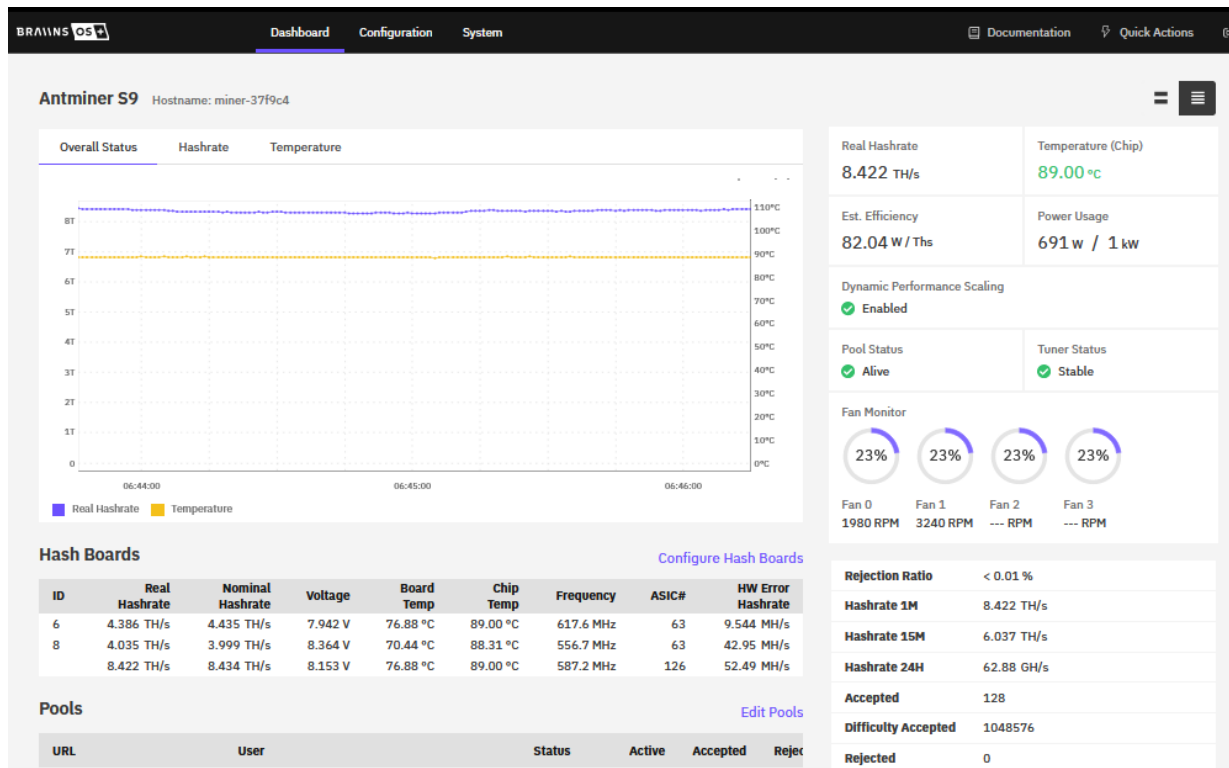 BRAIINS OS+ Dashboard Configuration System Documentation Quick Actions
Antminer S9 Hostname: miner-37f9c4
Overall Status Hashrate Temperature
8T
7T
6T
5T
4T
3T
2T
1T
0
110°C
100°C
90°C
80°C
70°C
60°C
50°C
40°C
30°C
20°C
10°C
0°C
06:44:00 06:45:00 06:46:00
Real Hashrate Temperature
Real Hashrate
8.422 TH/s
Temperature (Chip)
89.00 °C
Est. Efficiency
82.04 W / Ths
Power Usage
691 W / 1 kW
Dynamic Performance Scaling
Enabled
Pool Status
Alive
Tuner Status
Stable
Fan Monitor
23% 23% 23% 23%
Fan 0 Fan 1 Fan 2 Fan 3
1980 RPM 3240 RPM --- RPM --- RPM
Hash Boards Configure Hash Boards
ID Real Hashrate Nominal Hashrate Voltage Board Temp Chip Temp Frequency ASIC# HW Error Hashrate
6 4.386 TH/s 4.435 TH/s 7.942 V 76.88 °C 89.00 °C 617.6 MHz 63 9.544 MH/s
8 4.035 TH/s 3.999 TH/s 8.364 V 70.44 °C 88.31 °C 556.7 MHz 63 42.95 MH/s
8.422 TH/s 8.434 TH/s 8.153 V 76.88 °C 89.00 °C 587.2 MHz 126 52.49 MH/s
Pools Edit Pools
URL User Status Active Accepted Rejec
Rejection Ratio < 0.01 %
Hashrate 1M 8.422 TH/s
Hashrate 15M 6.037 TH/s
Hashrate 24H 62.88 GH/s
Accepted 128
Difficulty Accepted 1048576
Rejected 0